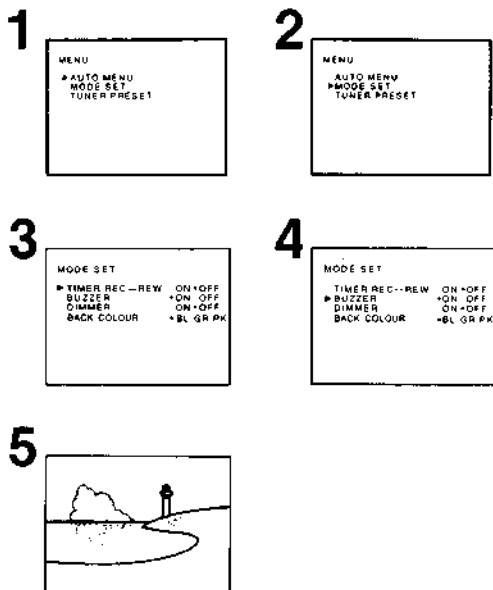 1
MENU
▶AUTO MENU
MODE SET
TUNER PRESET
2
MENU
AUTO MENU
▶MODE SET
TUNER PRESET
3
MODE SET
▶TIMER REC--REW ON•OFF
BUZZER •ON OFF
DIMMER ON•OFF
BACK COLOUR •BL GR PK
4
MODE SET
TIMER REC--REW ON•OFF
▶BUZZER •ON OFF
DIMMER ON•OFF
BACK COLOUR •BL GR PK
5